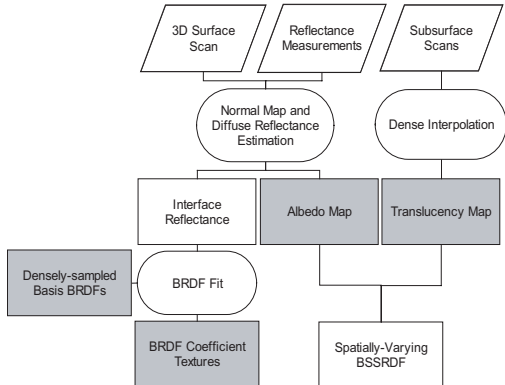 3D Surface
Scan
Reflectance
Measurements
Subsurface
Scans
Normal Map and
Diffuse Reflectance
Estimation
Dense Interpolation
Interface
Reflectance
Albedo Map
Translucency Map
Densely-sampled
Basis BRDFs
BRDF Fit
BRDF Coefficient
Textures
Spatially-Varying
BSSRDF